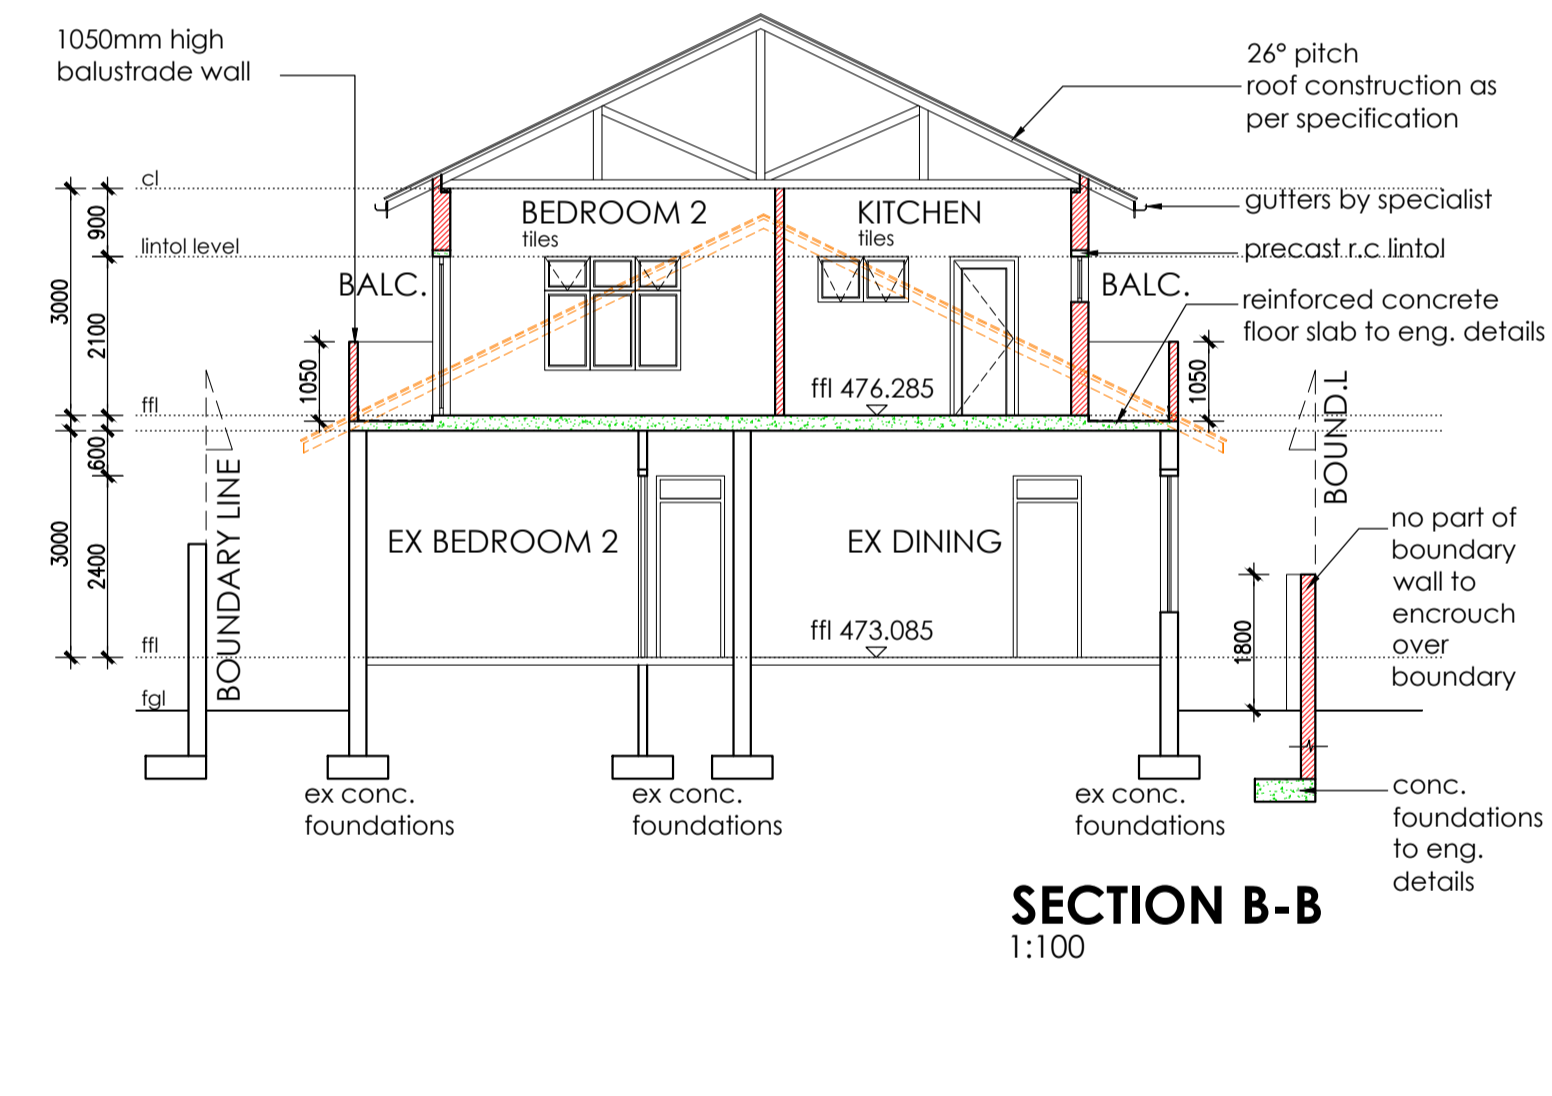 1050mm high
balustrade wall
26° pitch
roof construction as
per specification
cl
BEDROOM 2
tiles
KITCHEN
tiles
gutters by specialist
900
lintol level
precast r.c.lintol
BALC.
BALC.
reinforced concrete
floor slab to eng. details
3000
2100
1050
1050
ffl 476.285
ffl
BOUND.L
600
BOUNDARY LINE
no part of
boundary
wall to
encrouch
over
boundary
EX BEDROOM 2
EX DINING
3000
2400
ffl 473.085
1800
ffl
fgl
ex conc.
foundations
ex conc.
foundations
ex conc.
foundations
conc.
foundations
to eng.
details
SECTION B-B
1:100